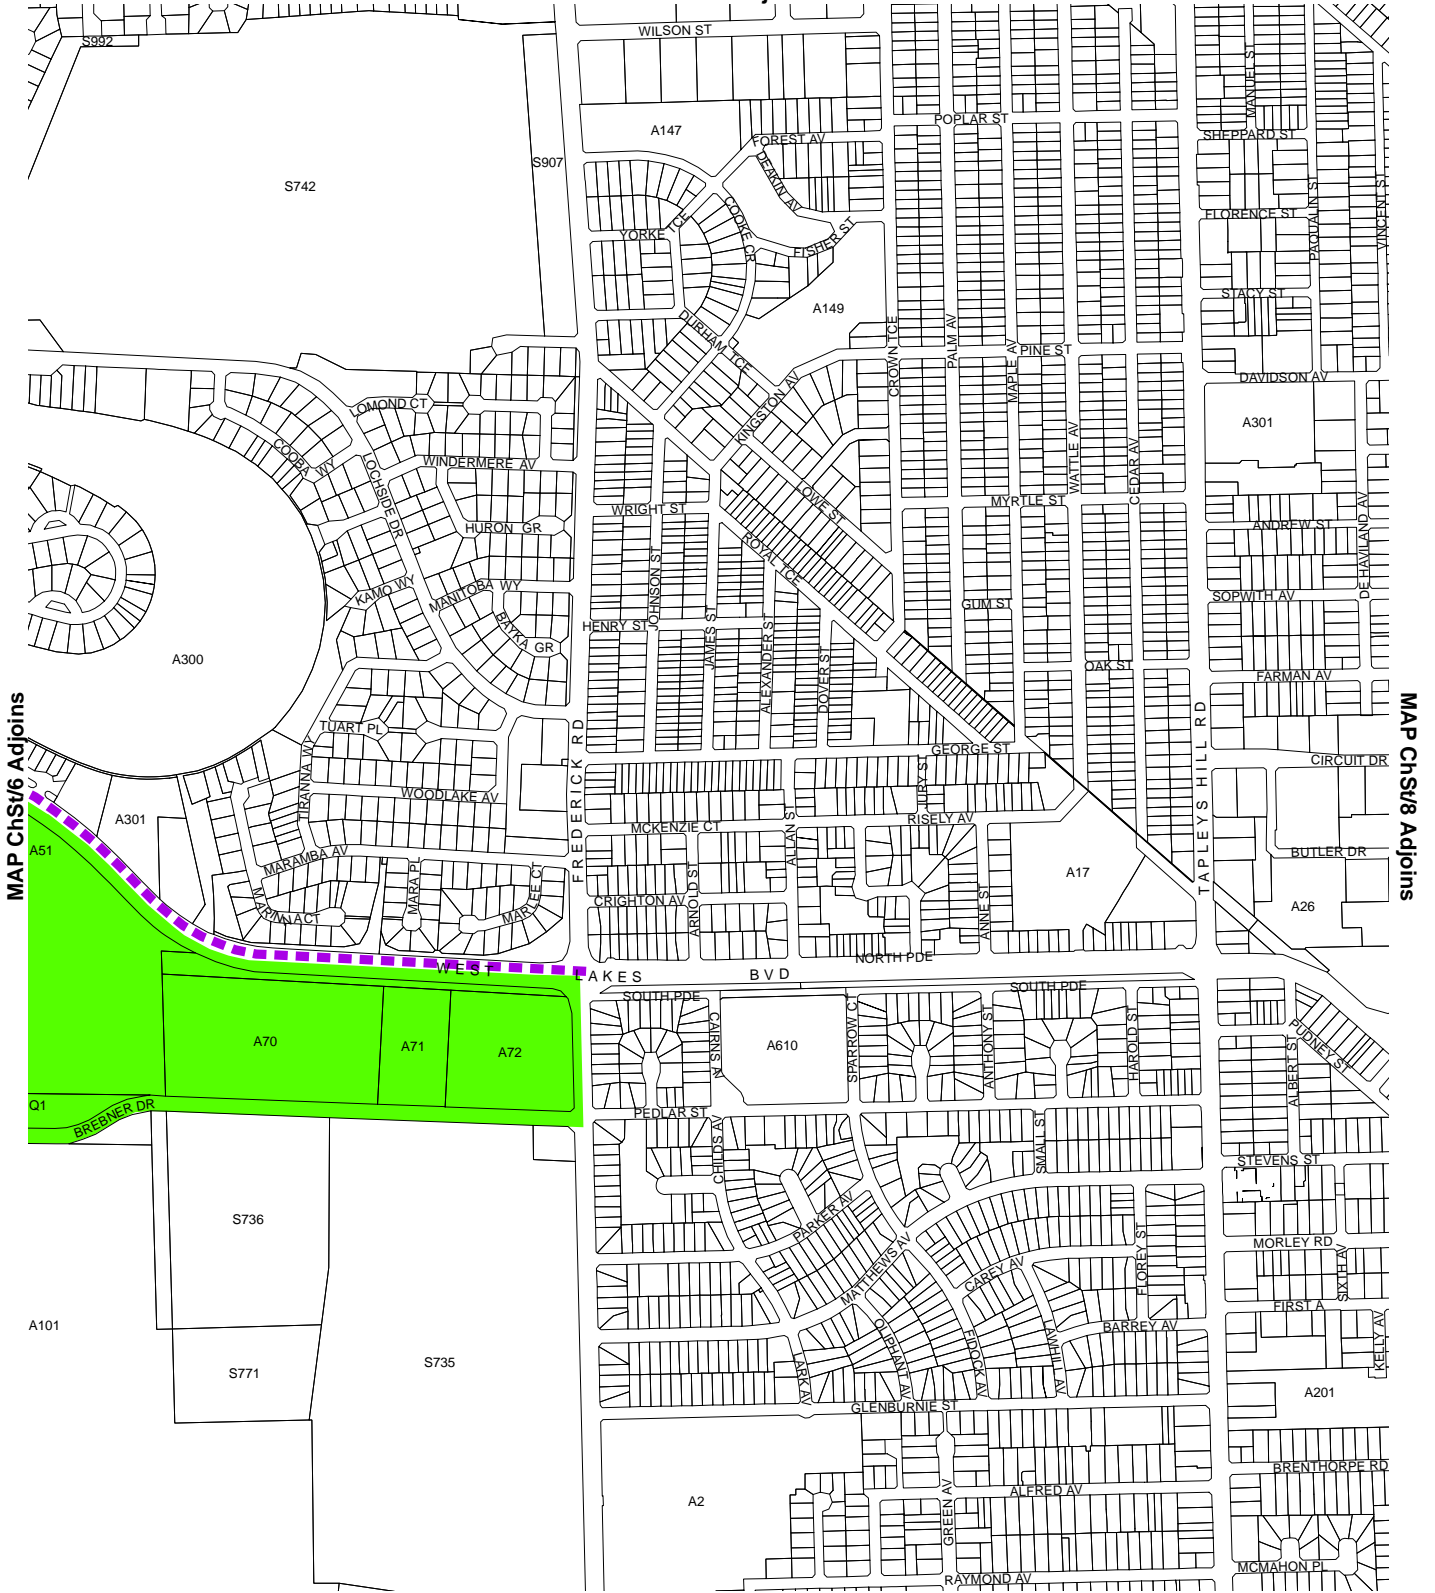 WILSON ST
S992
MANUEL ST
POPLAR ST
A147
FOREST AV
SHEPPARD ST
S907
DEAKIN AV
S742
COOKE CR
YORKE TCE
FISHER ST
FLORENCE ST
PAQUALIN ST
VINCENT ST
STACY ST
A149
DURHAM TCE
CROWN TCE
PALM AV
MAPLE AV
PINE ST
DAVIDSON AV
LOMOND CT
KINGSTON AV
A301
COOBA WY
LOCHSIDE DR
WINDERMERE AV
WATTLE AV
CEDAR AV
LOWE ST
MYRTLE ST
WRIGHT ST
HURON GR
ANDREW ST
DE HAVILAND AV
ROYAL TCE
JOHNSON ST
KAMO WY
MANITOBA WY
BAYKA GR
SOPWITH AV
GUM ST
HENRY ST
JAMES ST
ALEXANDER ST
DOVER ST
A300
OAK ST
FARMAN AV
MAP ChSt/6 Adjoins
MAP ChSt/8 Adjoins
TUART PL
FREDERICK RD
TAPLEYS HILL RD
GEORGE ST
CIRCUIT DR
JURY ST
WOODLAKE AV
A301
RISELY AV
MCKENZIE CT
ALLAN ST
A51
MARAMBA AV
BUTLER DR
A17
MARA PL
MARLEE CT
ARNOLD ST
CRIGHTON AV
ANNE ST
A26
NORTH PDE
WEST LAKES BVD
SOUTH PDE
SOUTH PDE
CAIRNS A
SPARROW C
ANTHONY ST
HAROLD ST
PUDNEY ST
ALBERT ST
A70
A71
A72
A610
Q1
BREBNER DR
PEDLAR ST
CHILDS AV
SMALL ST
STEVENS ST
PARKER AV
S736
MATTHEWS AV
FLOREY ST
MORLEY RD
SIXTH AV
CAREY AV
FIRST A
A101
OLIPHANT AV
FIDOCK AV
LAWHILL AV
BARREY AV
KELLY AV
S735
S771
LARK AV
A201
GLENBURNIE ST
BRENTHORPE RD
A2
GREEN AV
ALFRED AV
MCMAHON PL
RAYMOND AV